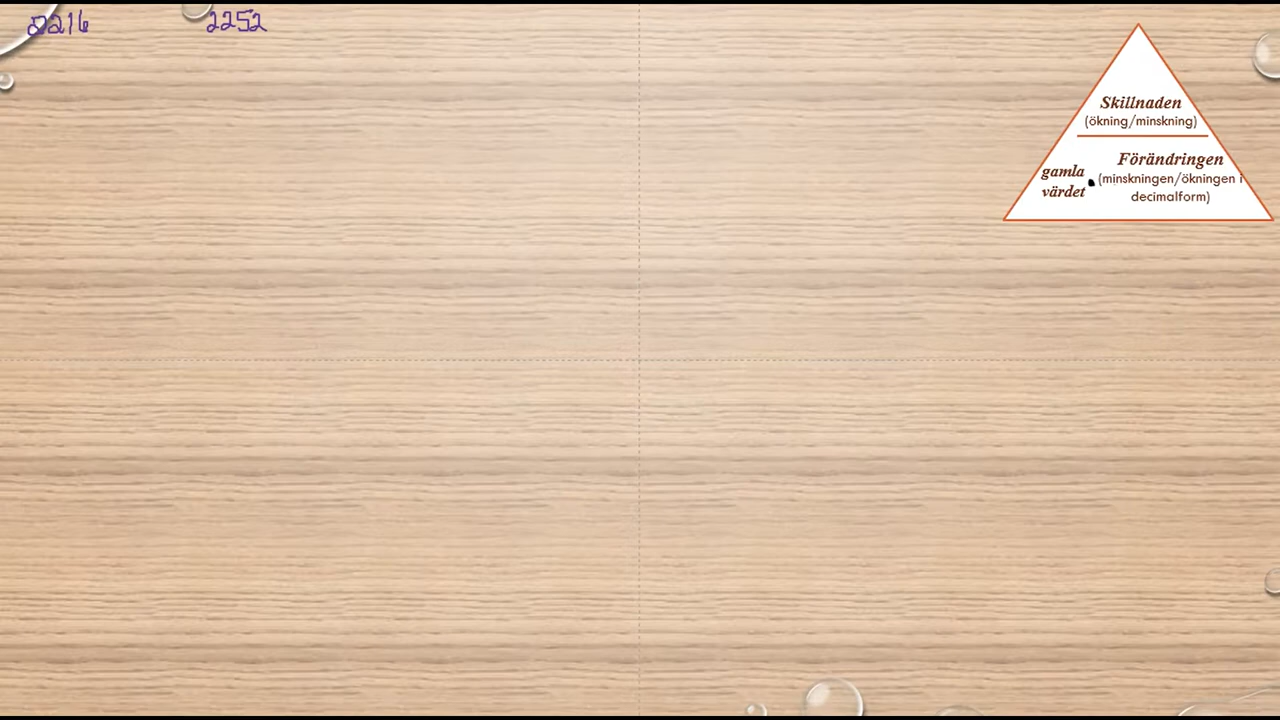 2216 2252
Skillnaden
(ökning/minskning)
gamla värdet
Förändringen
(minskningen/ökningen i
decimalform)